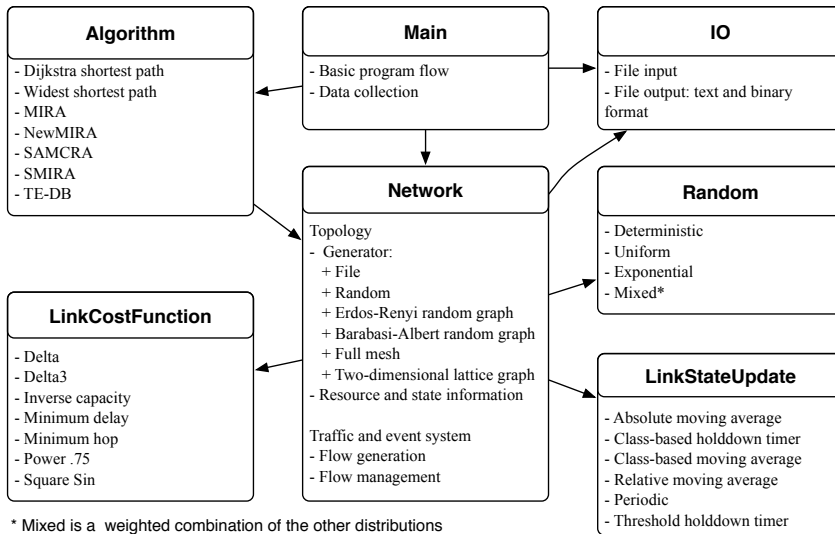 Algorithm
- Dijkstra shortest path
- Widest shortest path
- MIRA
- NewMIRA
- SAMCRA
- SMIRA
- TE-DB
Main
- Basic program flow
- Data collection
IO
- File input
- File output: text and binary
format
Network
Topology
- Generator:
+ File
+ Random
+ Erdos-Renyi random graph
+ Barabasi-Albert random graph
+ Full mesh
+ Two-dimensional lattice graph
- Resource and state information
Traffic and event system
- Flow generation
- Flow management
Random
- Deterministic
- Uniform
- Exponential
- Mixed*
LinkCostFunction
- Delta
- Delta3
- Inverse capacity
- Minimum delay
- Minimum hop
- Power .75
- Square Sin
LinkStateUpdate
- Absolute moving average
- Class-based holddown timer
- Class-based moving average
- Relative moving average
- Periodic
- Threshold holddown timer
* Mixed is a weighted combination of the other distributions